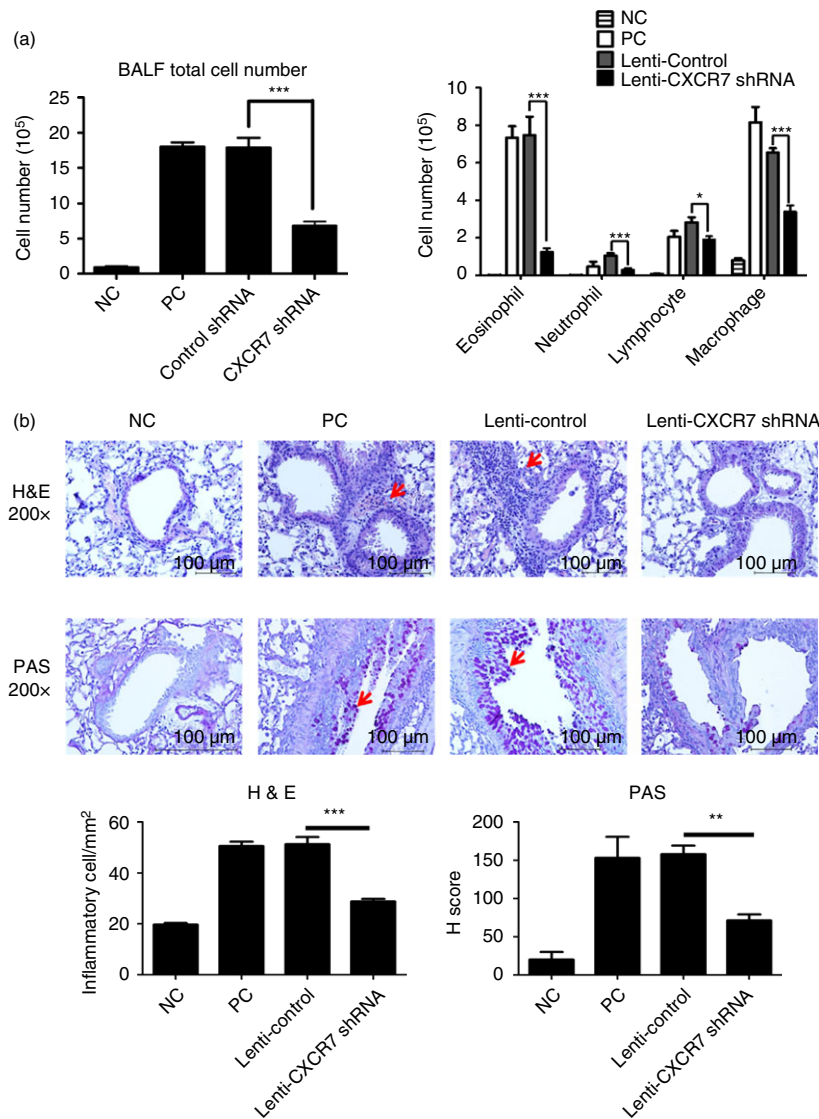 (a)
BALF total cell number
***
Cell number (10⁵)
25
20
15
10
5
0
NC
PC
Control shRNA
CXCR7 shRNA
NC
PC
Lenti-Control
Lenti-CXCR7 shRNA
Cell number (10⁵)
10
8
6
4
2
0
***
***
*
***
Eosinophil
Neutrophil
Lymphocyte
Macrophage
(b)
NC
PC
Lenti-control
Lenti-CXCR7 shRNA
H&E
200×
100 µm
100 µm
100 µm
100 µm
PAS
200×
100 µm
100 µm
100 µm
100 µm
H & E
***
Inflammatory cell/mm²
60
40
20
0
NC
PC
Lenti-control
Lenti-CXCR7 shRNA
PAS
**
H score
200
150
100
50
0
NC
PC
Lenti-control
Lenti-CXCR7 shRNA